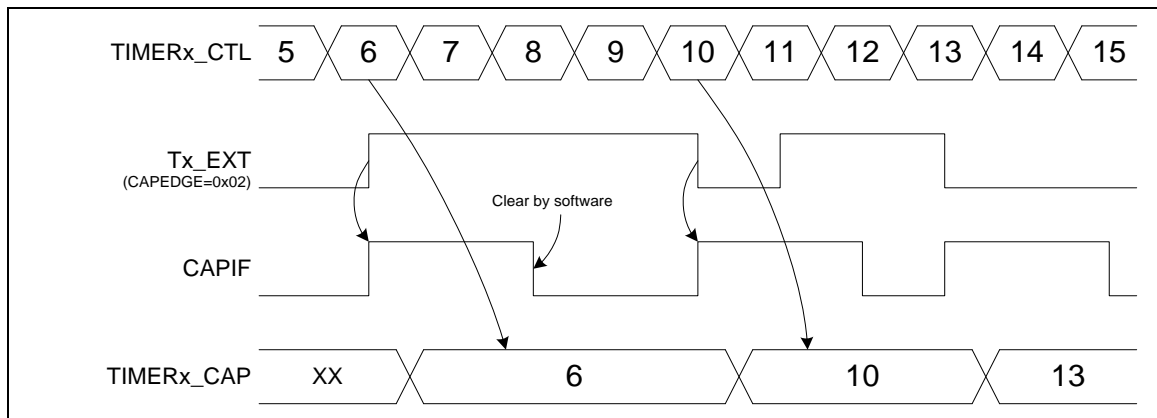 TIMERx_CTL 5 6 7 8 9 10 11 12 13 14 15
Tx_EXT
(CAPEDGE=0x02)
Clear by software
CAPIF
TIMERx_CAP XX 6 10 13